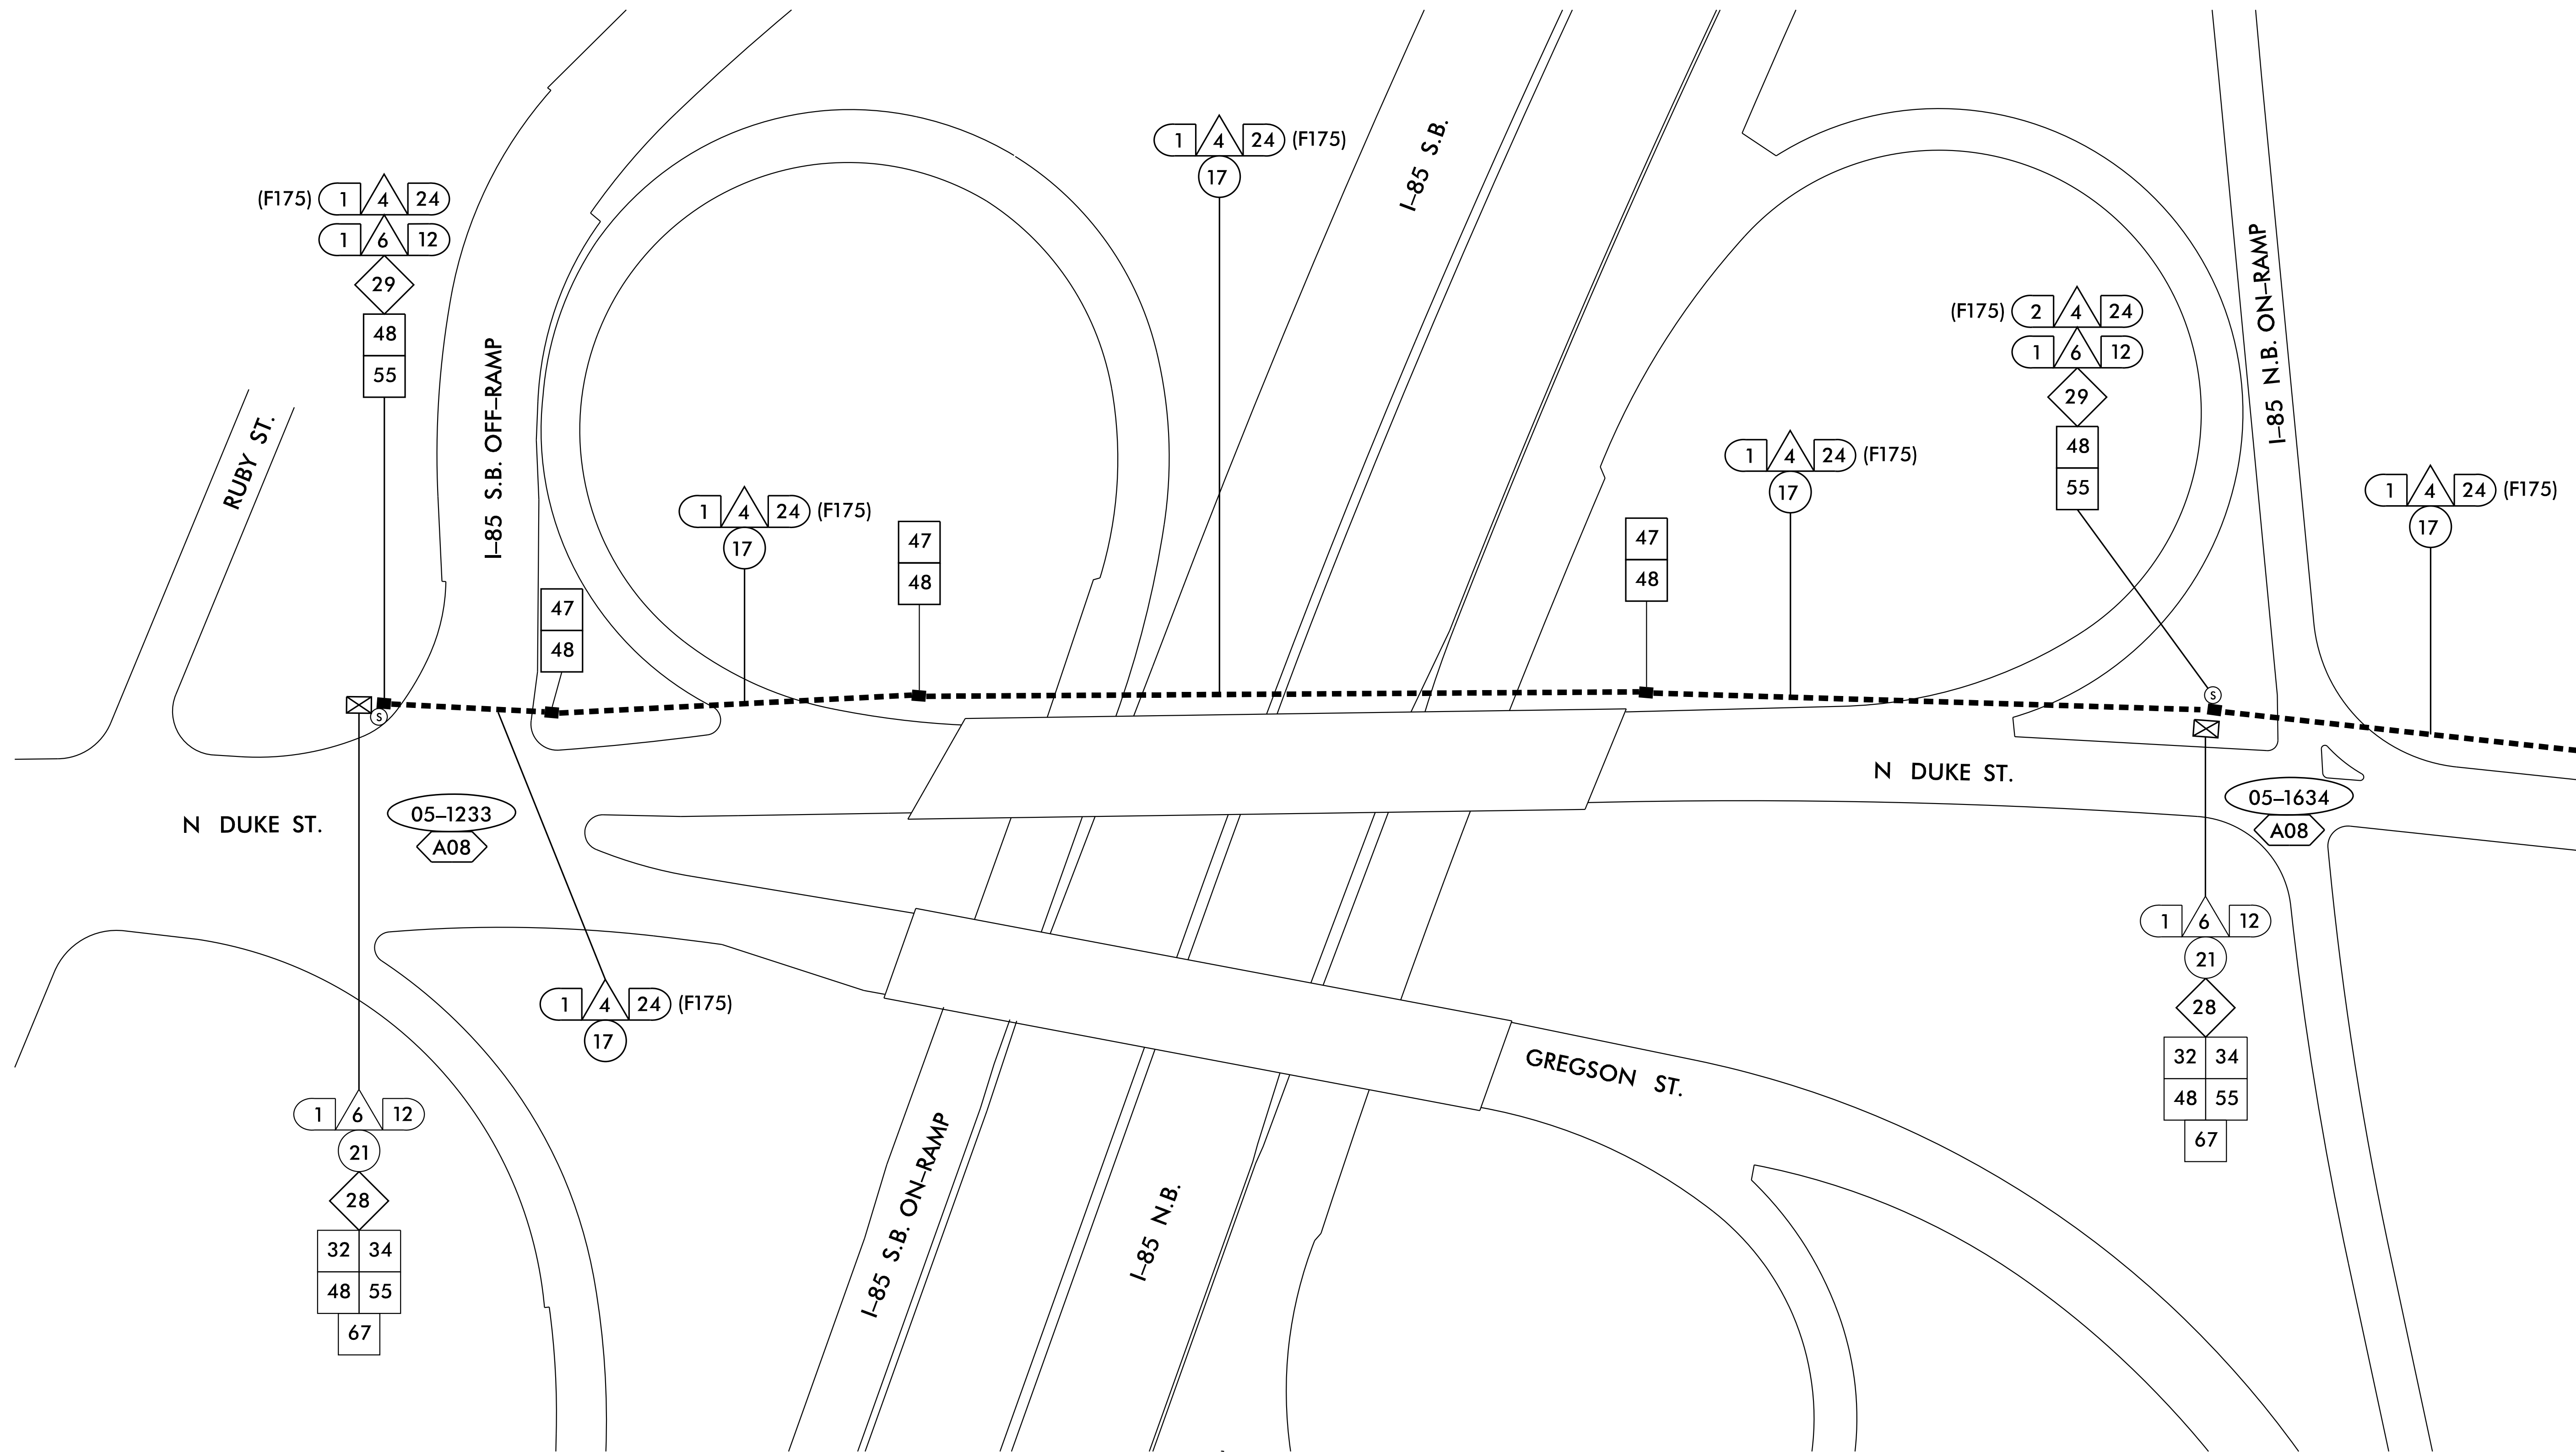 1 4 24 (F175)
17
I-85 S.B.
(F175) 1 4 24
1 6 12
29
48
55
I-85 N.B. ON-RAMP
(F175) 2 4 24
1 6 12
29
48
55
I-85 S.B. OFF-RAMP
RUBY ST.
1 4 24 (F175)
17
1 4 24 (F175)
17
1 4 24 (F175)
17
47
48
47
48
47
48
S
S
N DUKE ST.
N DUKE ST.
05-1233
A08
05-1634
A08
1 6 12
21
28
32 34
48 55
67
1 4 24 (F175)
17
GREGSON ST.
1 6 12
21
28
32 34
48 55
67
I-85 S.B. ON-RAMP
I-85 N.B.